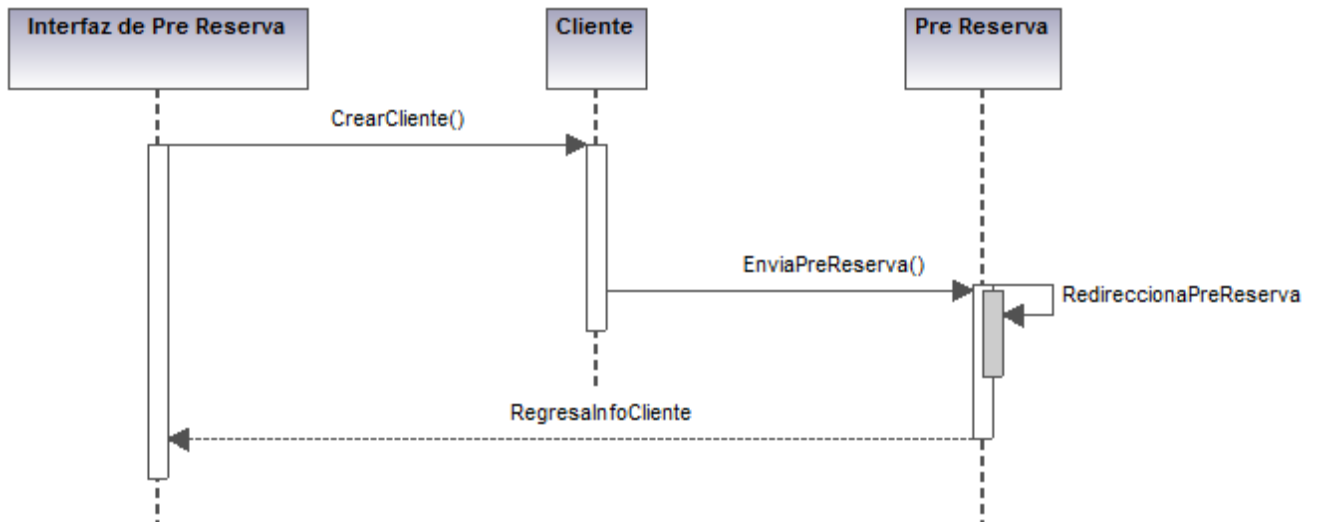 Interfaz de Pre Reserva
Cliente
Pre Reserva
CrearCliente()
EnviaPreReserva()
RedireccionaPreReserva
RegresaInfoCliente